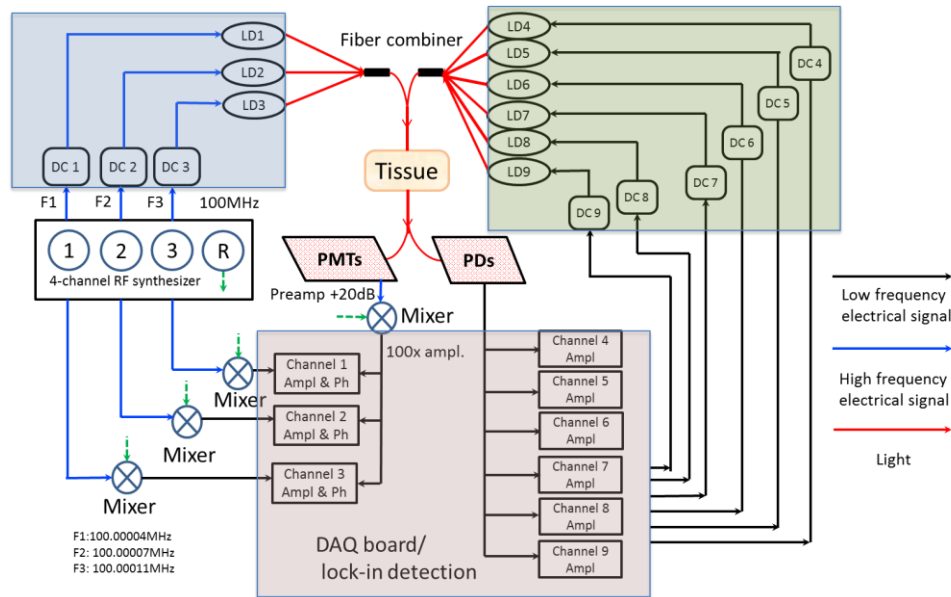 LD1
LD2
LD3
Fiber combiner
LD4
LD5
LD6
LD7
LD8
LD9
DC 4
DC 5
DC 6
DC 7
DC 8
DC 9
DC 1
DC 2
DC 3
F1
F2
F3
100MHz
Tissue
1
2
3
R
4-channel RF synthesizer
PMTs
PDs
Preamp +20dB
Mixer
100x ampl.
Low frequency
electrical signal
High frequency
electrical signal
Light
Channel 1
Ampl & Ph
Mixer
Channel 2
Ampl & Ph
Mixer
Channel 3
Ampl & Ph
Mixer
Channel 4
Ampl
Channel 5
Ampl
Channel 6
Ampl
Channel 7
Ampl
Channel 8
Ampl
Channel 9
Ampl
DAQ board/
lock-in detection
F1:100.00004MHz
F2: 100.00007MHz
F3: 100.00011MHz